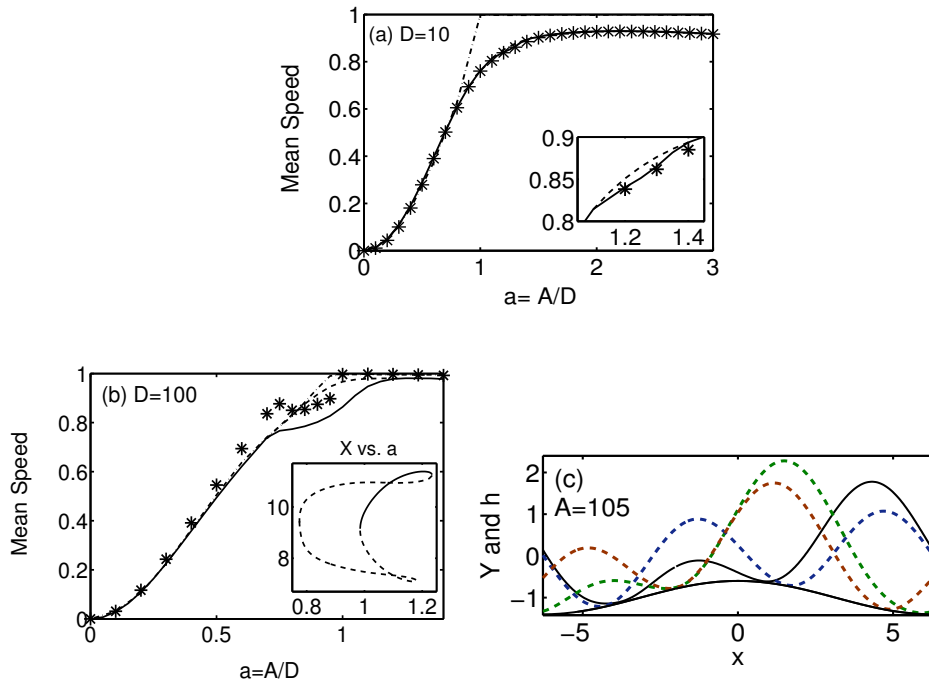 (a) D=10
Mean Speed
1
0.8
0.6
0.4
0.2
0
0 1 2 3
a= A/D
0.9
0.85
0.8
1.2 1.4
(b) D=100
Mean Speed
1
0.8
0.6
0.4
0.2
0
0 0.5 1
a=A/D
X vs. a
10
8
0.8 1 1.2
(c)
A=105
Y and h
2
1
0
−1
−5 0 5
x